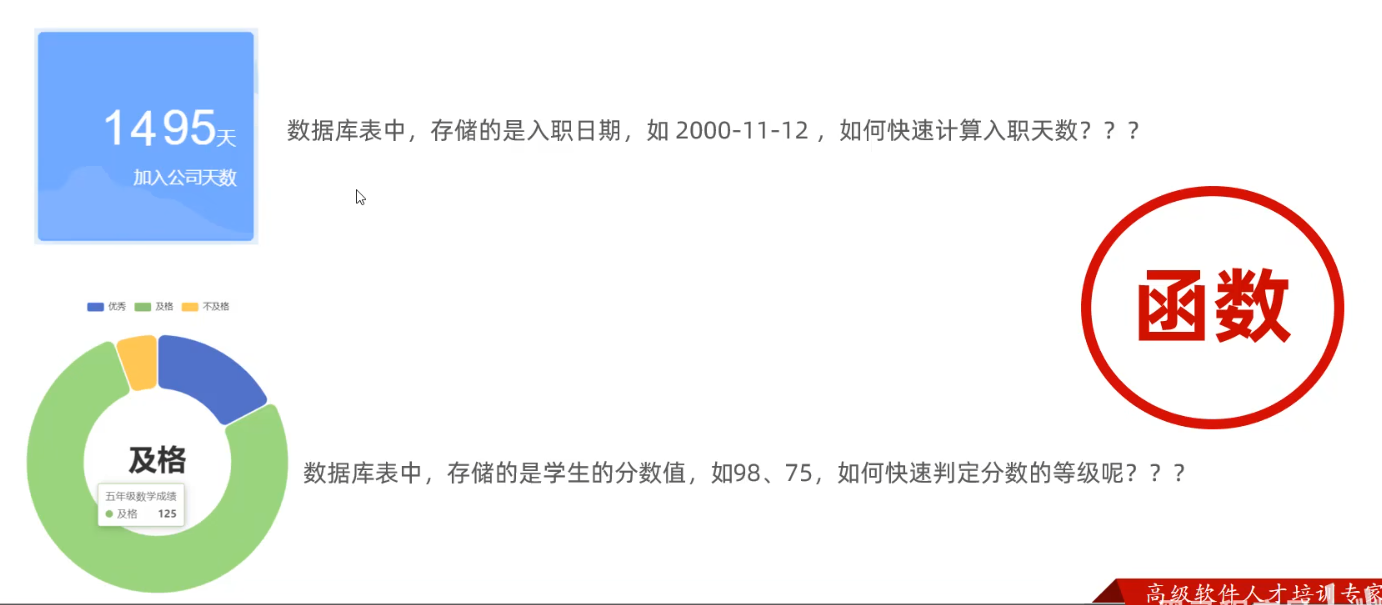 1495天
加入公司天数
数据库表中，存储的是入职日期，如 2000-11-12 ，如何快速计算入职天数？？？
函数
优秀 及格 不及格
及格
五年级数学成绩
及格 125
数据库表中，存储的是学生的分数值，如98、75，如何快速判定分数的等级呢？？？
高级软件人才培训专家